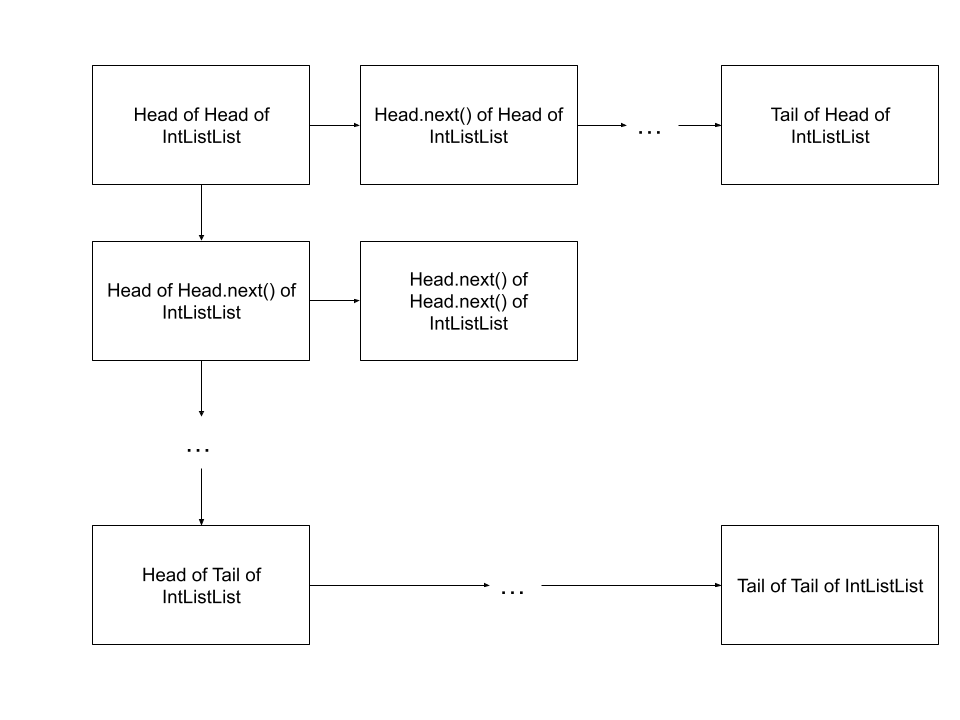 Head of Head of
IntListList
Head.next() of Head of
IntListList
...
Tail of Head of
IntListList
Head of Head.next() of
IntListList
Head.next() of
Head.next() of
IntListList
...
Head of Tail of
IntListList
...
Tail of Tail of IntListList